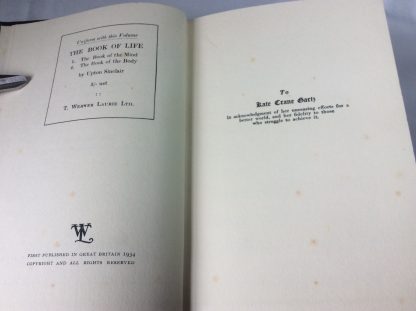 Uniform with this Volume
THE BOOK OF LIFE
1. The Book of the Mind
2. The Book of the Body
by Upton Sinclair
net
::
T. WERNER LAURIE LTD.
WL
FIRST PUBLISHED IN GREAT BRITAIN 1934
COPYRIGHT AND ALL RIGHTS RESERVED
To
Kate Crane Gartz
In acknowledgment of her unceasing efforts for a
better world, and her fidelity to those
who struggle to achieve it.